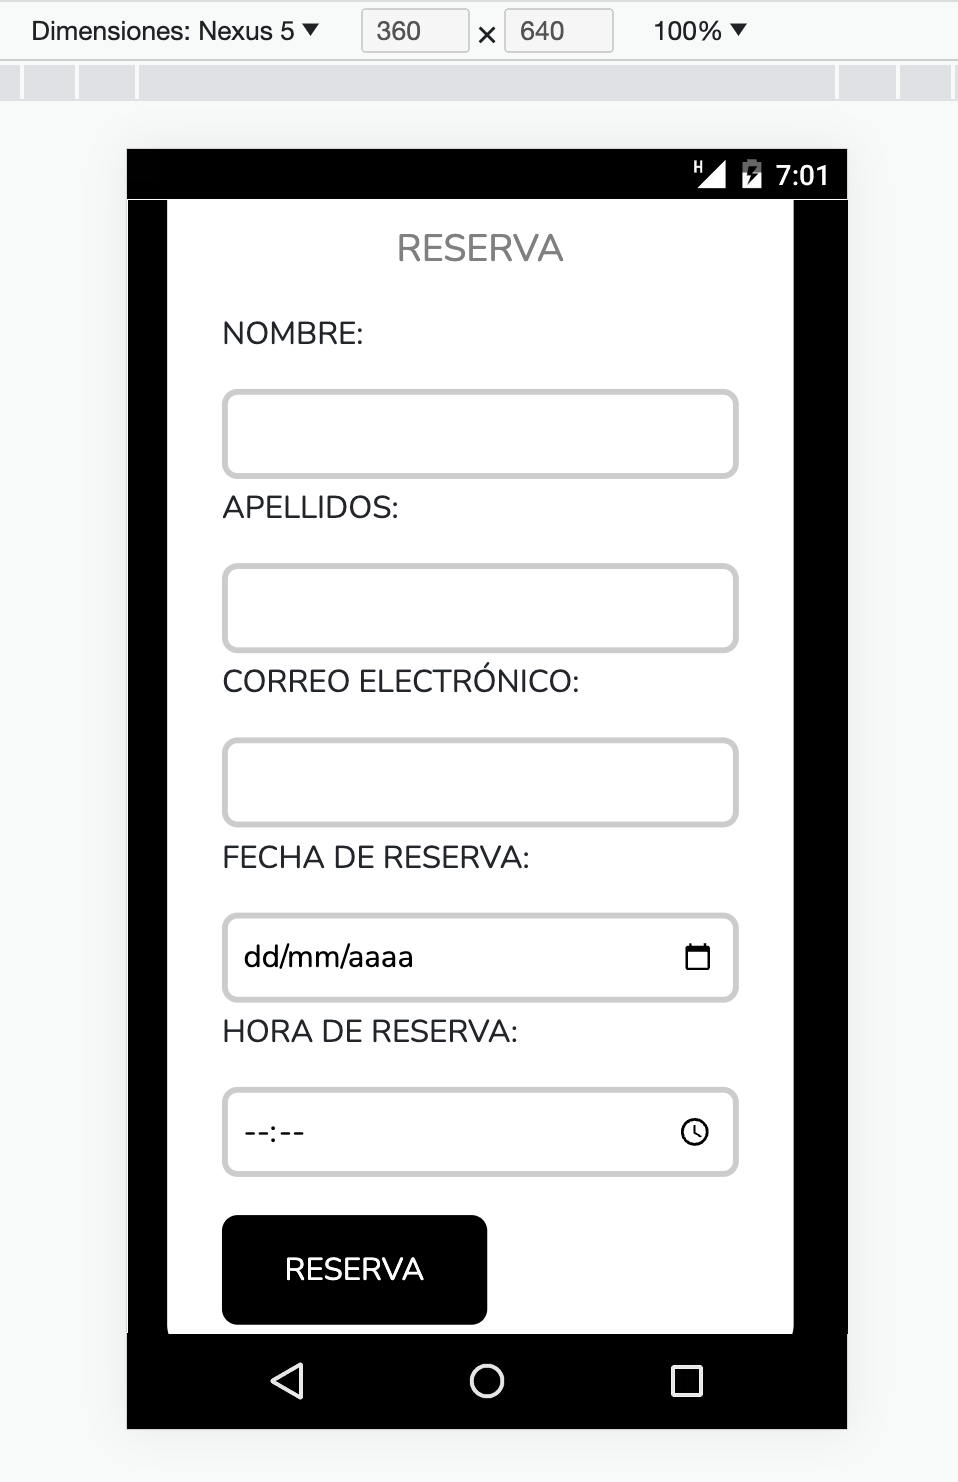 Dimensiones: Nexus 5 ▼ 360 × 640 100% ▼
H 7:01
RESERVA
NOMBRE:
APELLIDOS:
CORREO ELECTRÓNICO:
FECHA DE RESERVA:
dd/mm/aaaa
HORA DE RESERVA:
--:--
RESERVA